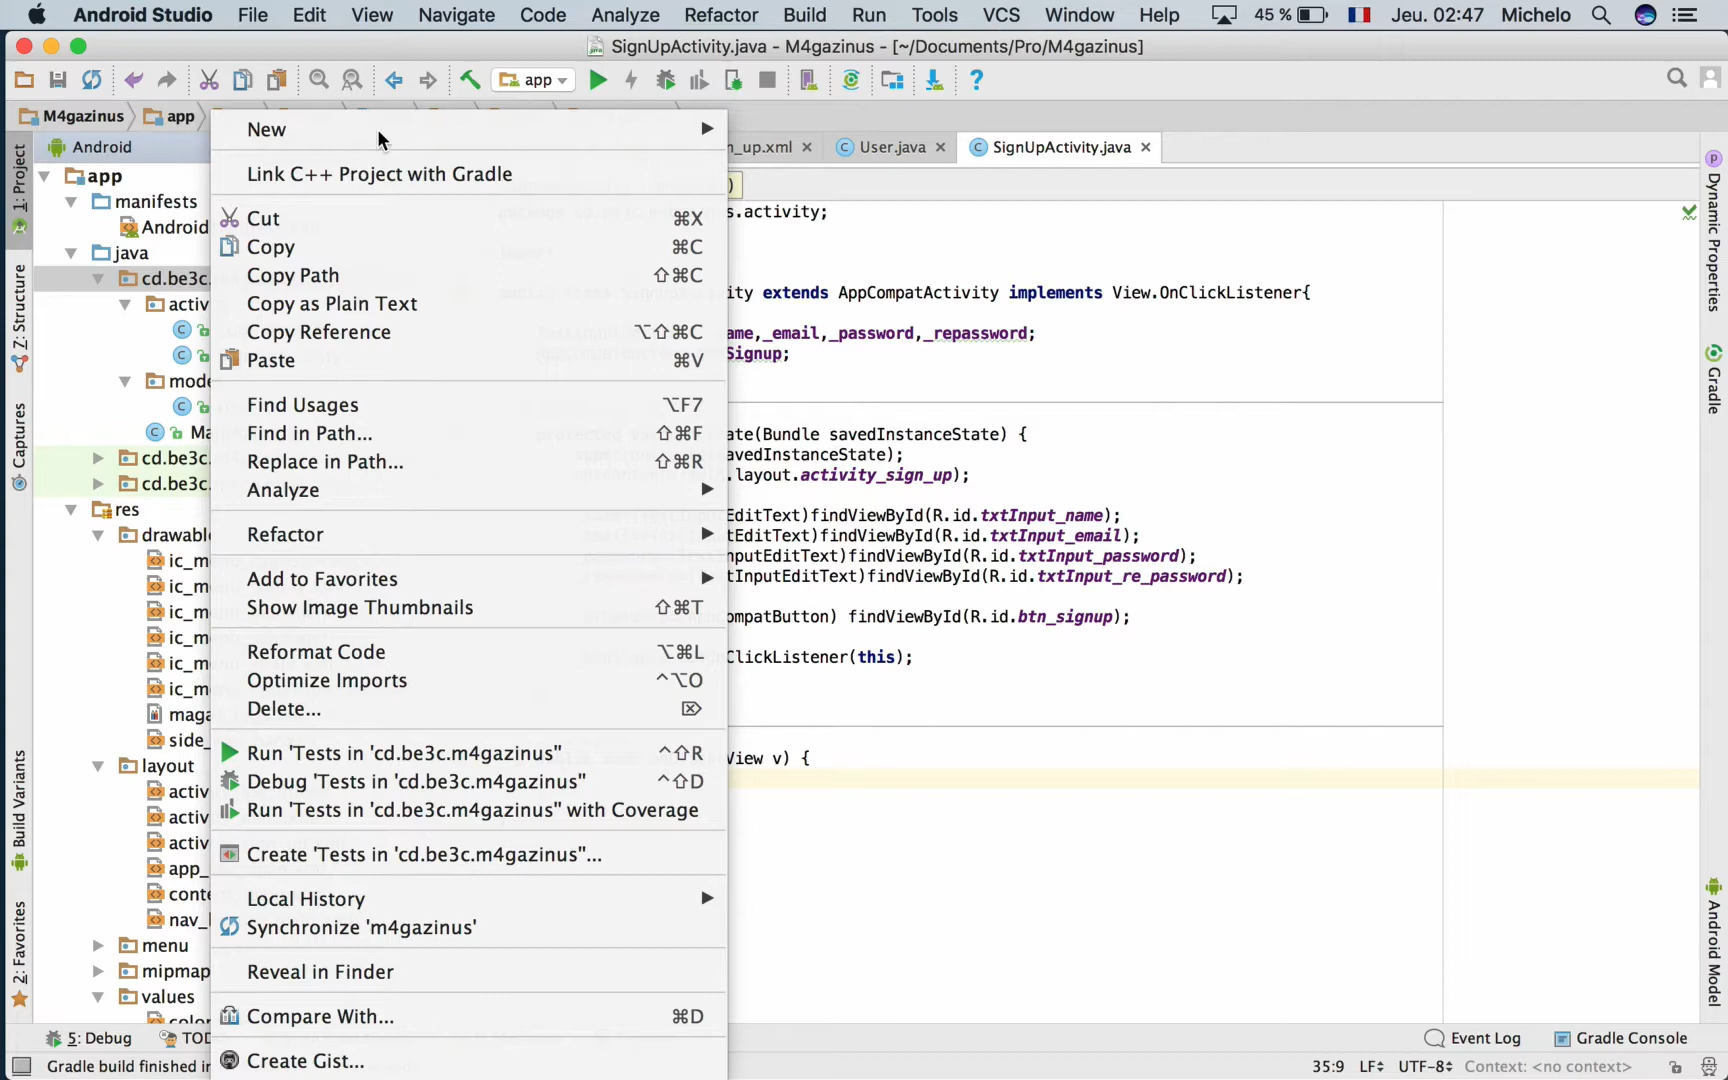 Android Studio File Edit View Navigate Code Analyze Refactor Build Run Tools VCS Window Help 45 % Jeu. 02:47 Michelo
SignUpActivity.java - M4gazinus - [~/Documents/Pro/M4gazinus]
app
M4gazinus app
Android
n_up.xml User.java SignUpActivity.java
1: Project
Z: Structure
Captures
Build Variants
2: Favorites
app
manifests
Android
java
cd.be3c.
activ
mode
Ma
cd.be3c.
cd.be3c.
res
drawable
ic_m
ic_m
ic_m
ic_m
ic_m
ic_m
maga
side_
layout
activ
activ
activ
app_
conte
nav_
menu
mipmap
values
New
Link C++ Project with Gradle
Cut ⌘X
Copy ⌘C
Copy Path ⇧⌘C
Copy as Plain Text
Copy Reference ⌥⇧⌘C
Paste ⌘V
Find Usages ⌥F7
Find in Path... ⇧⌘F
Replace in Path... ⇧⌘R
Analyze
Refactor
Add to Favorites
Show Image Thumbnails ⇧⌘T
Reformat Code ⌥⌘L
Optimize Imports ^⌥O
Delete... ⌦
Run 'Tests in 'cd.be3c.m4gazinus'' ^⇧R
Debug 'Tests in 'cd.be3c.m4gazinus'' ^⇧D
Run 'Tests in 'cd.be3c.m4gazinus'' with Coverage
Create 'Tests in 'cd.be3c.m4gazinus''...
Local History
Synchronize 'm4gazinus'
Reveal in Finder
Compare With... ⌘D
Create Gist...
)
s.activity;
ity extends AppCompatActivity implements View.OnClickListener{
ame,_email,_password,_repassword;
Signup;
ate(Bundle savedInstanceState) {
avedInstanceState);
.layout.activity_sign_up);
EditText)findViewById(R.id.txtInput_name);
tEditText)findViewById(R.id.txtInput_email);
nputEditText)findViewById(R.id.txtInput_password);
tInputEditText)findViewById(R.id.txtInput_re_password);
ompatButton) findViewById(R.id.btn_signup);
ClickListener(this);
View v) {
Dynamic Properties
Gradle
Android Model
5: Debug TOD Event Log Gradle Console
Gradle build finished in 35:9 LF UTF-8 Context: <no context>